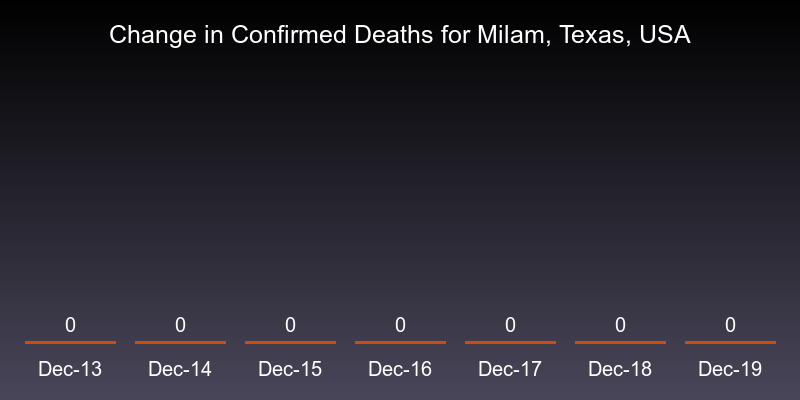 Change in Confirmed Deaths for Milam, Texas, USA
0 0 0 0 0 0 0
Dec-13 Dec-14 Dec-15 Dec-16 Dec-17 Dec-18 Dec-19